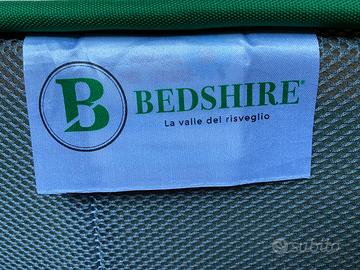 B BEDSHIRE®
La valle del risveglio
subito